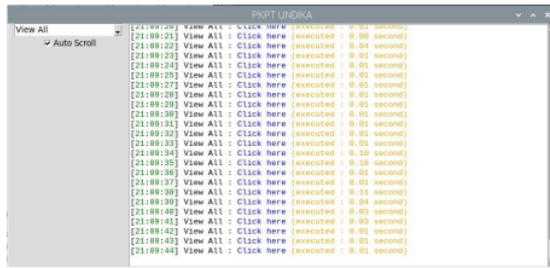 PKPT UNDIKA
View All
Auto Scroll
[21:09:20] View All : Click here (executed : 0.01 second)
[21:09:21] View All : Click here (executed : 0.00 second)
[21:09:22] View All : Click here (executed : 0.04 second)
[21:09:23] View All : Click here (executed : 0.01 second)
[21:09:24] View All : Click here (executed : 0.01 second)
[21:09:25] View All : Click here (executed : 0.01 second)
[21:09:27] View All : Click here (executed : 0.01 second)
[21:09:28] View All : Click here (executed : 0.01 second)
[21:09:29] View All : Click here (executed : 0.01 second)
[21:09:30] View All : Click here (executed : 0.01 second)
[21:09:31] View All : Click here (executed : 0.01 second)
[21:09:32] View All : Click here (executed : 0.01 second)
[21:09:33] View All : Click here (executed : 0.01 second)
[21:09:34] View All : Click here (executed : 0.10 second)
[21:09:35] View All : Click here (executed : 0.16 second)
[21:09:36] View All : Click here (executed : 0.01 second)
[21:09:37] View All : Click here (executed : 0.01 second)
[21:09:38] View All : Click here (executed : 0.11 second)
[21:09:39] View All : Click here (executed : 0.04 second)
[21:09:40] View All : Click here (executed : 0.03 second)
[21:09:41] View All : Click here (executed : 0.03 second)
[21:09:42] View All : Click here (executed : 0.01 second)
[21:09:43] View All : Click here (executed : 0.01 second)
[21:09:44] View All : Click here (executed : 0.01 second)